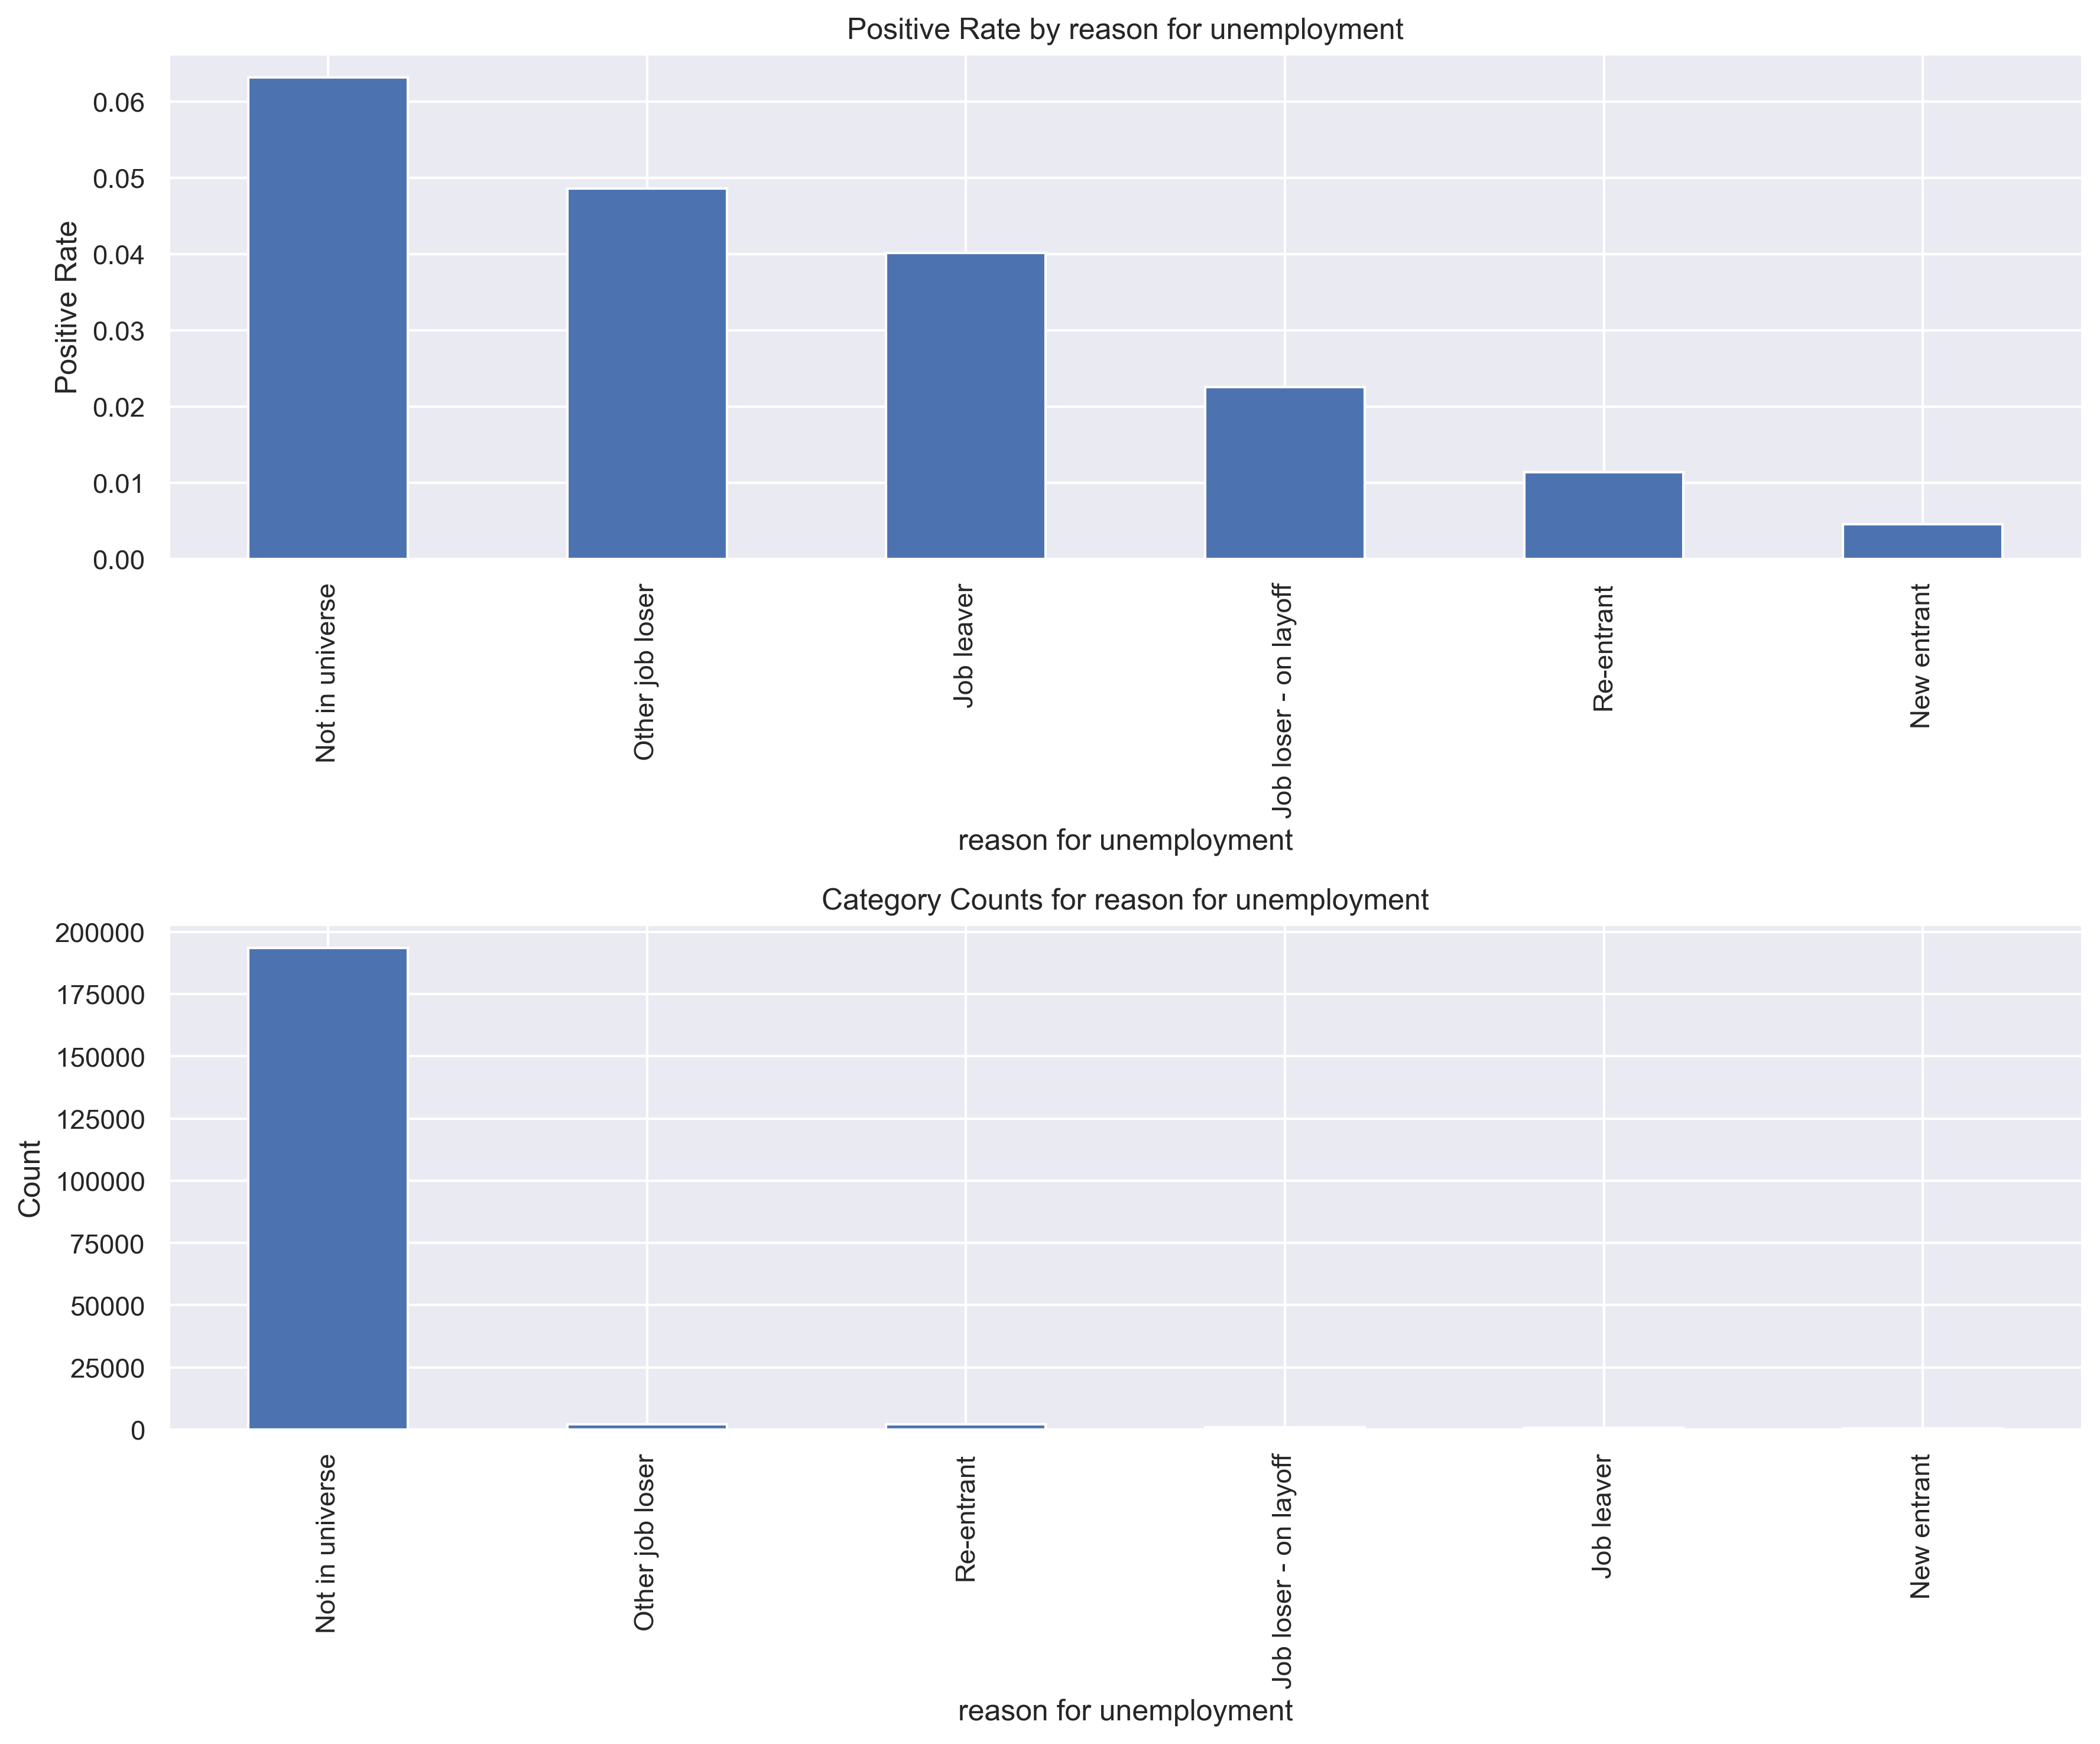 Positive Rate by reason for unemployment
Positive Rate
0.06
0.05
0.04
0.03
0.02
0.01
0.00
Not in universe
Other job loser
Job leaver
Job loser - on layoff
Re-entrant
New entrant
reason for unemployment
Category Counts for reason for unemployment
Count
200000
175000
150000
125000
100000
75000
50000
25000
0
Not in universe
Other job loser
Re-entrant
Job loser - on layoff
Job leaver
New entrant
reason for unemployment